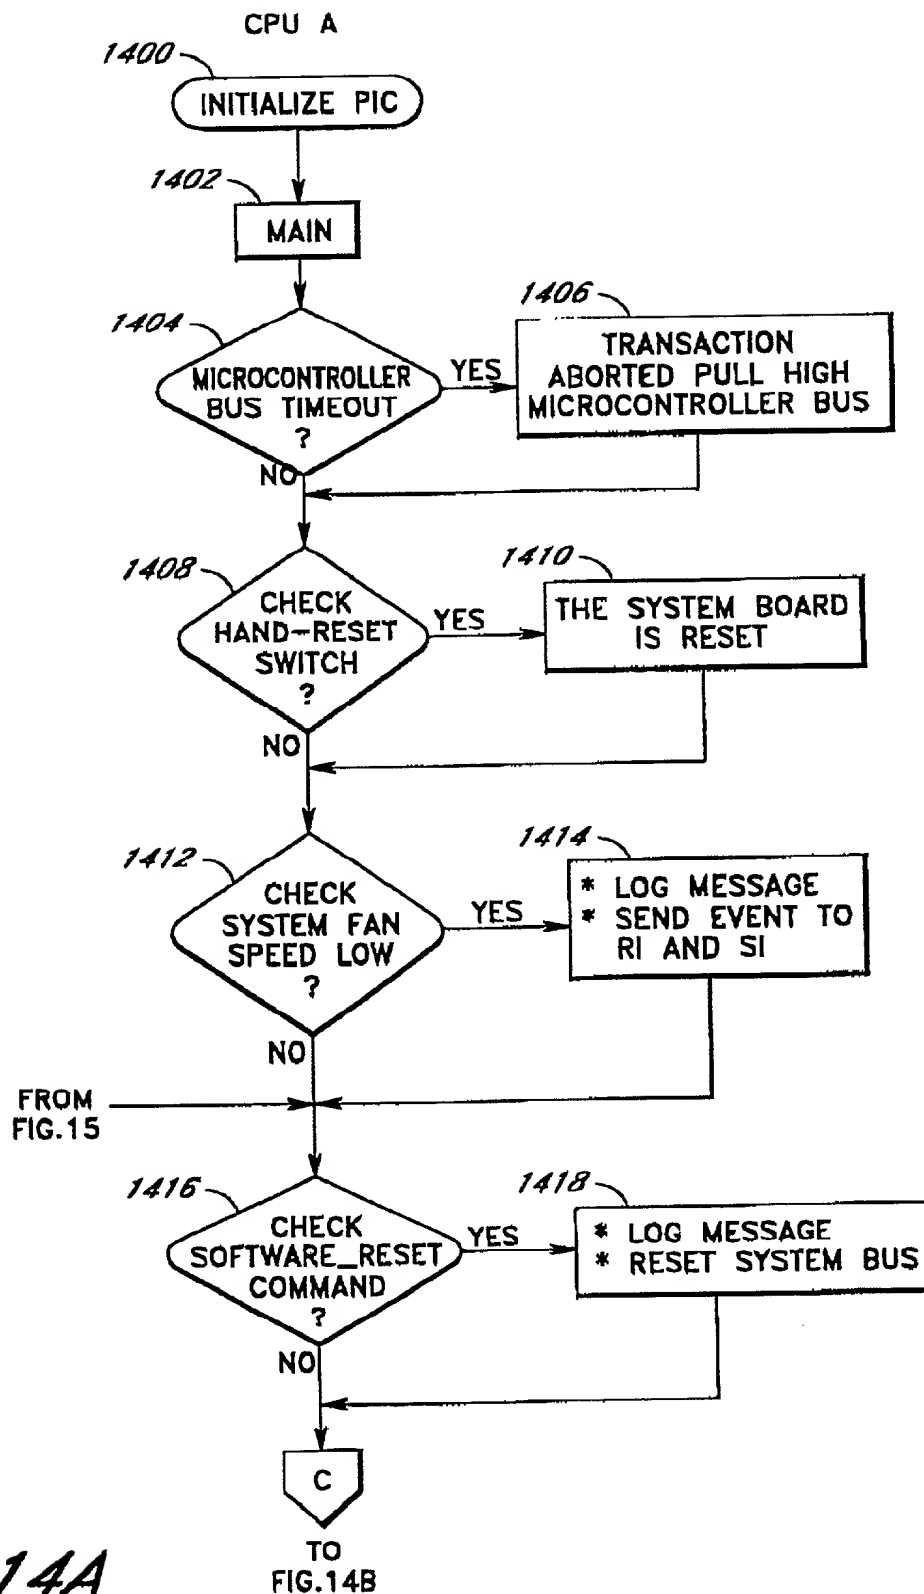 CPU A
1400
INITIALIZE PIC
1402
MAIN
1404
MICROCONTROLLER
BUS TIMEOUT
?
YES
NO
1406
TRANSACTION
ABORTED PULL HIGH
MICROCONTROLLER BUS
1408
CHECK
HAND-RESET
SWITCH
?
YES
NO
1410
THE SYSTEM BOARD
IS RESET
1412
CHECK
SYSTEM FAN
SPEED LOW
?
YES
NO
1414
* LOG MESSAGE
* SEND EVENT TO
RI AND SI
FROM
FIG.15
1416
CHECK
SOFTWARE_RESET
COMMAND
?
YES
NO
1418
* LOG MESSAGE
* RESET SYSTEM BUS
C
TO
FIG.14B
14A